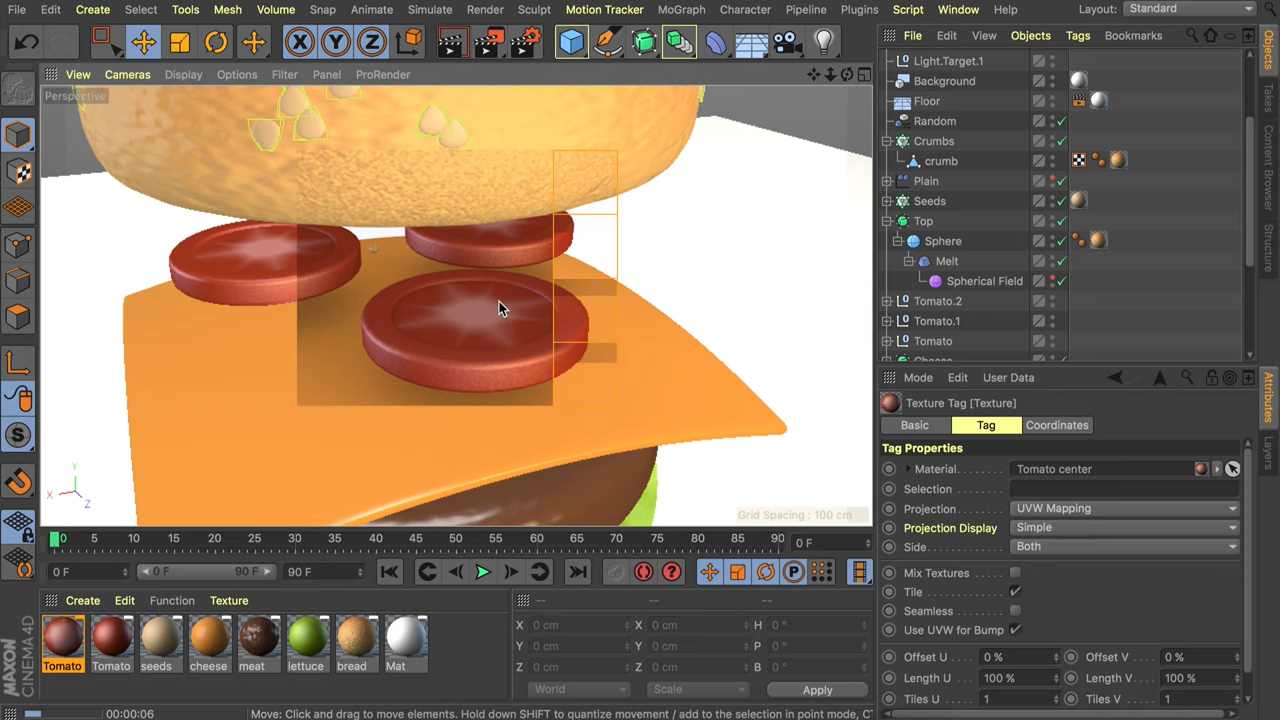 File Edit Create Select Tools Mesh Volume Snap Animate Simulate Render Sculpt Motion Tracker MoGraph Character Pipeline Plugins Script Window Help Layout: Standard
X Y Z
File Edit View Objects Tags Bookmarks
View Cameras Display Options Filter Panel ProRender
Perspective
Light.Target.1
Background
Floor
Random
Crumbs
crumb
Plain
Seeds
Top
Sphere
Melt
Spherical Field
Tomato.2
Tomato.1
Tomato
Cheese
Objects
Takes
Content Browser
Structure
Mode Edit User Data
Texture Tag [Texture]
Basic Tag Coordinates
Tag Properties
Material Tomato center
Selection
Projection UVW Mapping
Projection Display Simple
Side Both
Mix Textures
Tile
Seamless
Use UVW for Bump
Offset U 0 % Offset V 0 %
Length U 100 % Length V 100 %
Tiles U 1 Tiles V 1
Attributes
Layers
Y
X
Z
Grid Spacing : 100 cm
0 5 10 15 20 25 30 35 40 45 50 55 60 65 70 75 80 85 90 0 F
0 F 0 F 90 F 90 F
P
Create Edit Function Texture
Tomato Tomato seeds cheese meat lettuce bread Mat
-- -- --
X 0 cm X 0 cm H 0 °
Y 0 cm Y 0 cm P 0 °
Z 0 cm Z 0 cm B 0 °
World Scale Apply
MAXON
CINEMA 4D
00:00:06 Move: Click and drag to move elements. Hold down SHIFT to quantize movement / add to the selection in point mode,